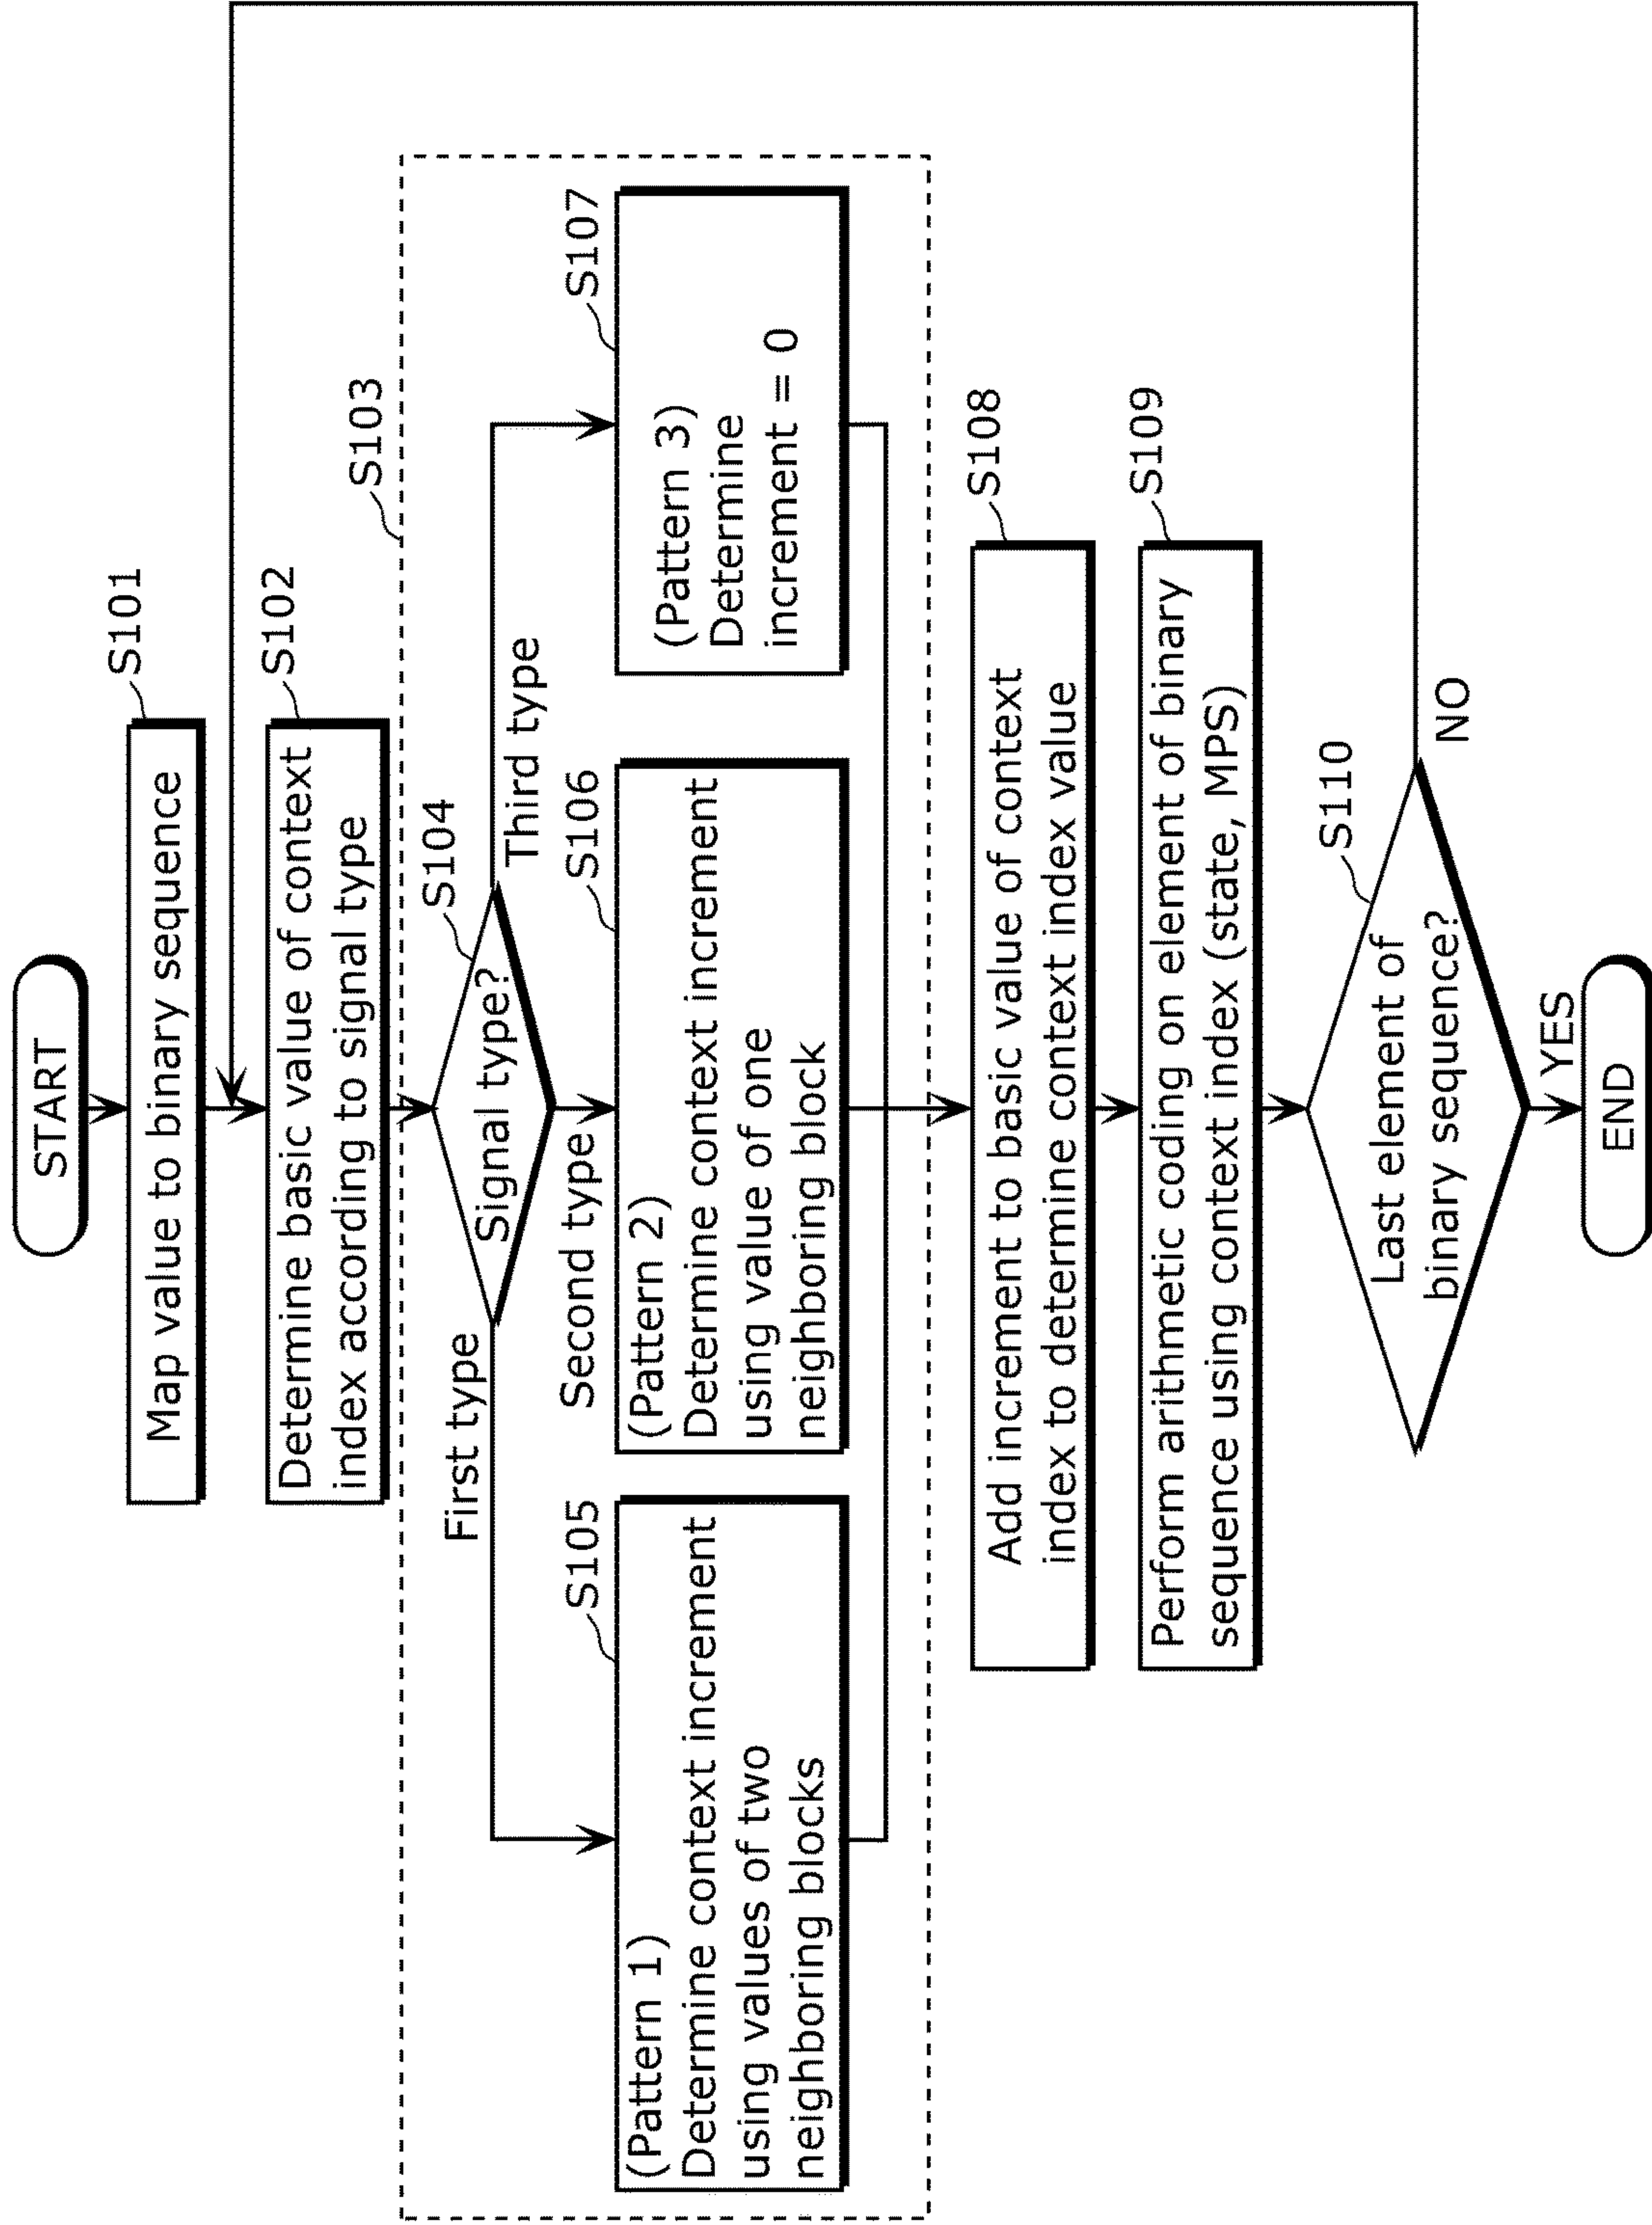 START
S101
Map value to binary sequence
S102
Determine basic value of context
index according to signal type
S103
S104
Signal type?
First type
Second type
Third type
S105
(Pattern 1)
Determine context increment
using values of two
neighboring blocks
S106
(Pattern 2)
Determine context increment
using value of one
neighboring block
S107
(Pattern 3)
Determine
increment = 0
S108
Add increment to basic value of context
index to determine context index value
S109
Perform arithmetic coding on element of binary
sequence using context index (state, MPS)
S110
Last element of
binary sequence?
NO
YES
END